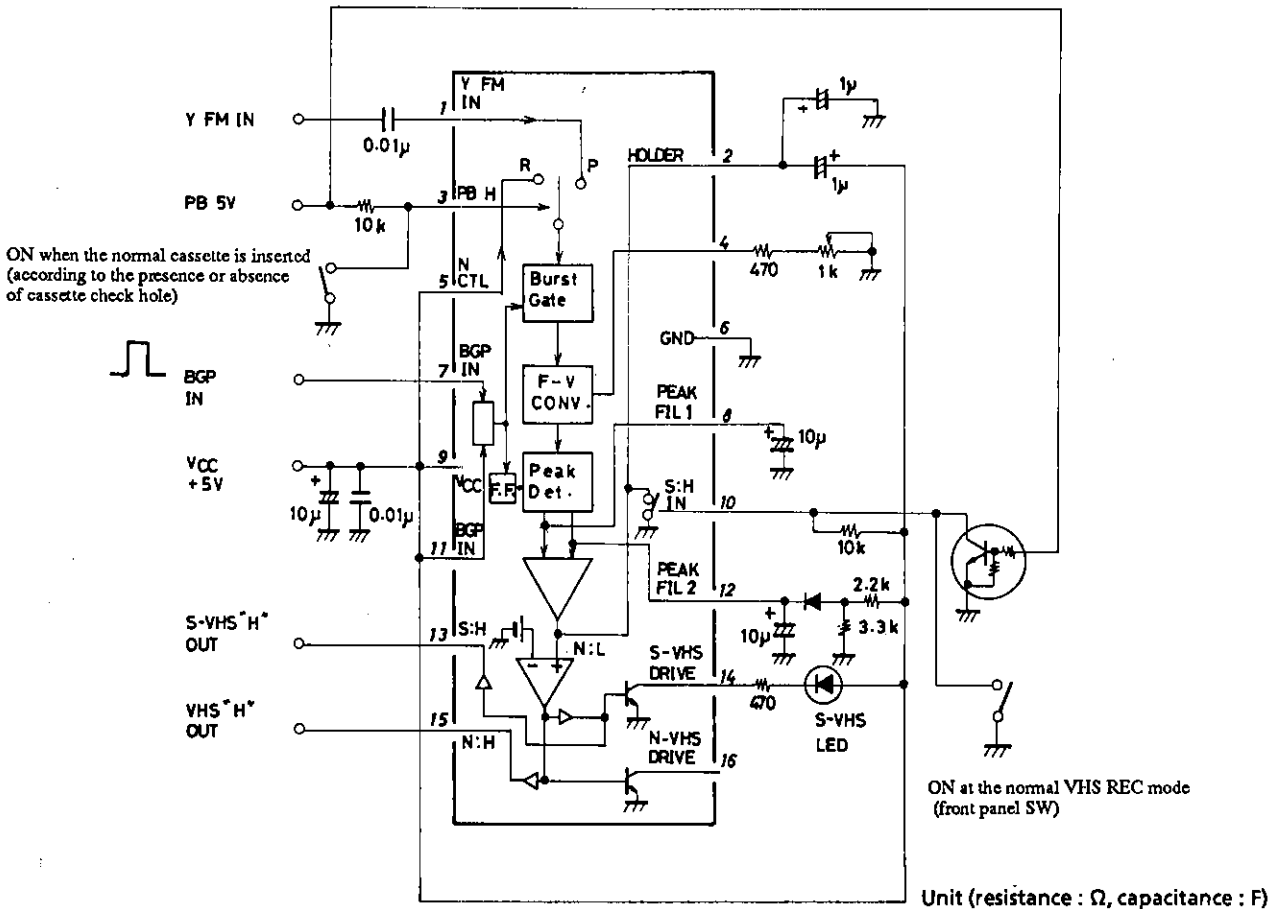 Y FM
IN
1
Y FM IN
0.01μ
1μ
+
HOLDER
2
+
1μ
R
P
3
PB H
PB 5V
10k
4
470
1k
ON when the normal cassette is inserted
(according to the presence or absence
of cassette check hole)
N
CTL
5
Burst
Gate
GND
6
BGP
IN
7
BGP
IN
F-V
CONV.
PEAK
FIL 1
8
+
10μ
VCC
+5V
9
VCC
F.F.
Peak
Det.
S:H
IN
10
+
10μ
0.01μ
11
BGP
IN
10k
PEAK
FIL 2
12
2.2k
+
10μ
3.3k
S-VHS"H"
OUT
13
S:H
-
+
N:L
S-VHS
DRIVE
14
470
S-VHS
LED
VHS"H"
OUT
15
N:H
N-VHS
DRIVE
16
ON at the normal VHS REC mode
(front panel SW)
Unit (resistance : Ω, capacitance : F)